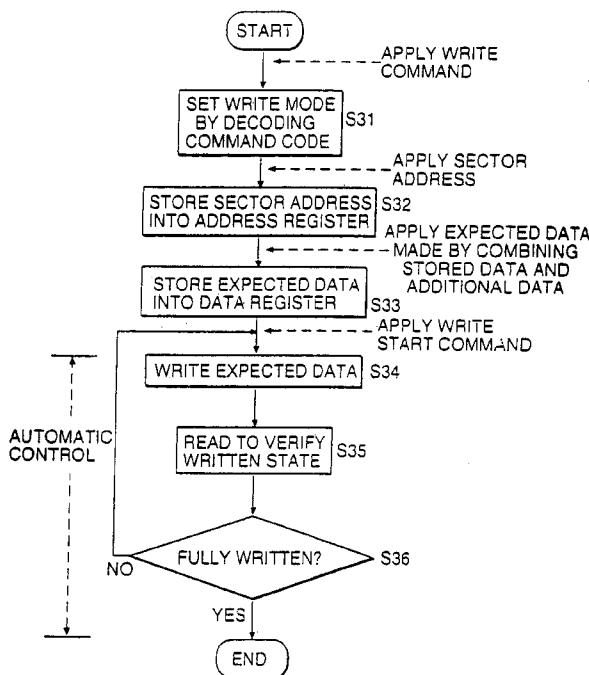 START
APPLY WRITE
COMMAND
SET WRITE MODE
BY DECODING
COMMAND CODE
S31
APPLY SECTOR
ADDRESS
STORE SECTOR ADDRESS
INTO ADDRESS REGISTER
S32
APPLY EXPECTED DATA
MADE BY COMBINING
STORED DATA AND
ADDITIONAL DATA
STORE EXPECTED DATA
INTO DATA REGISTER
S33
APPLY WRITE
START COMMAND
WRITE EXPECTED DATA
S34
AUTOMATIC
CONTROL
READ TO VERIFY
WRITTEN STATE
S35
FULLY WRITTEN?
S36
NO
YES
END